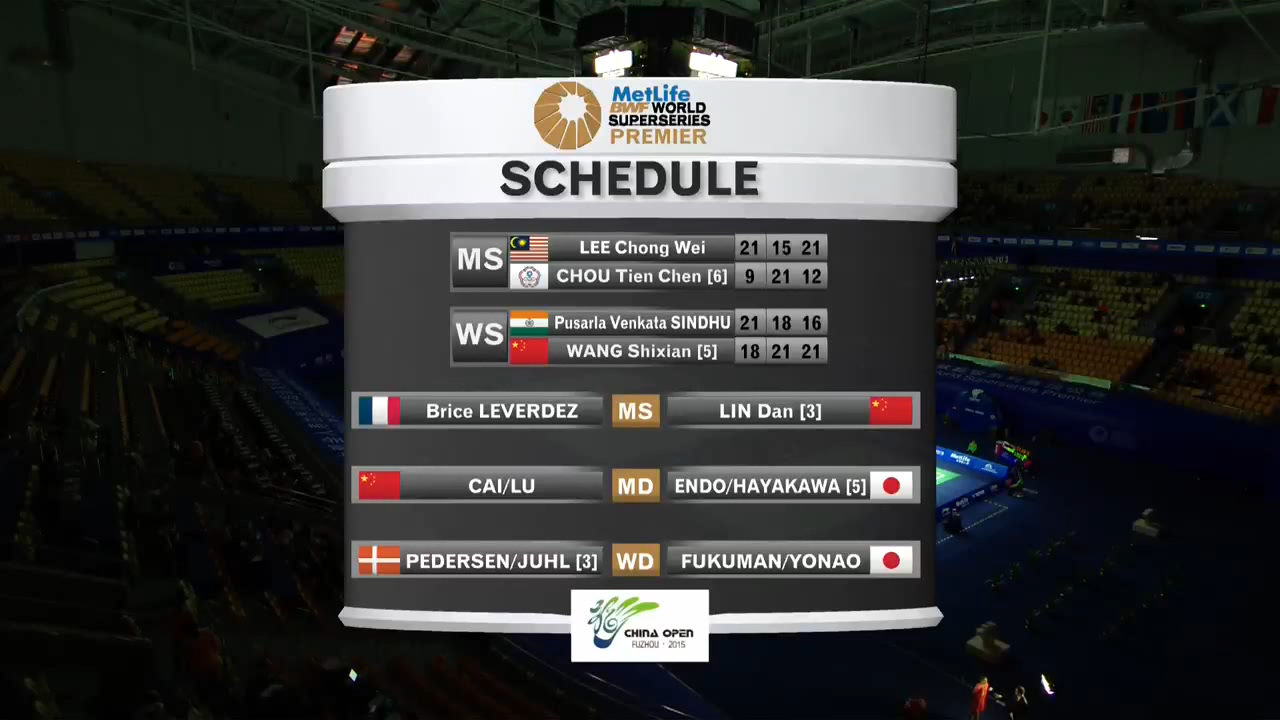 MetLife
BWF WORLD
SUPERSERIES
PREMIER
SCHEDULE
MS
LEE Chong Wei 21 15 21
CHOU Tien Chen [6] 9 21 12
WS
Pusarla Venkata SINDHU 21 18 16
WANG Shixian [5] 18 21 21
Brice LEVERDEZ MS LIN Dan [3]
CAI/LU MD ENDO/HAYAKAWA [5]
PEDERSEN/JUHL [3] WD FUKUMAN/YONAO
CHINA OPEN
FUZHOU · 2015
MetLife